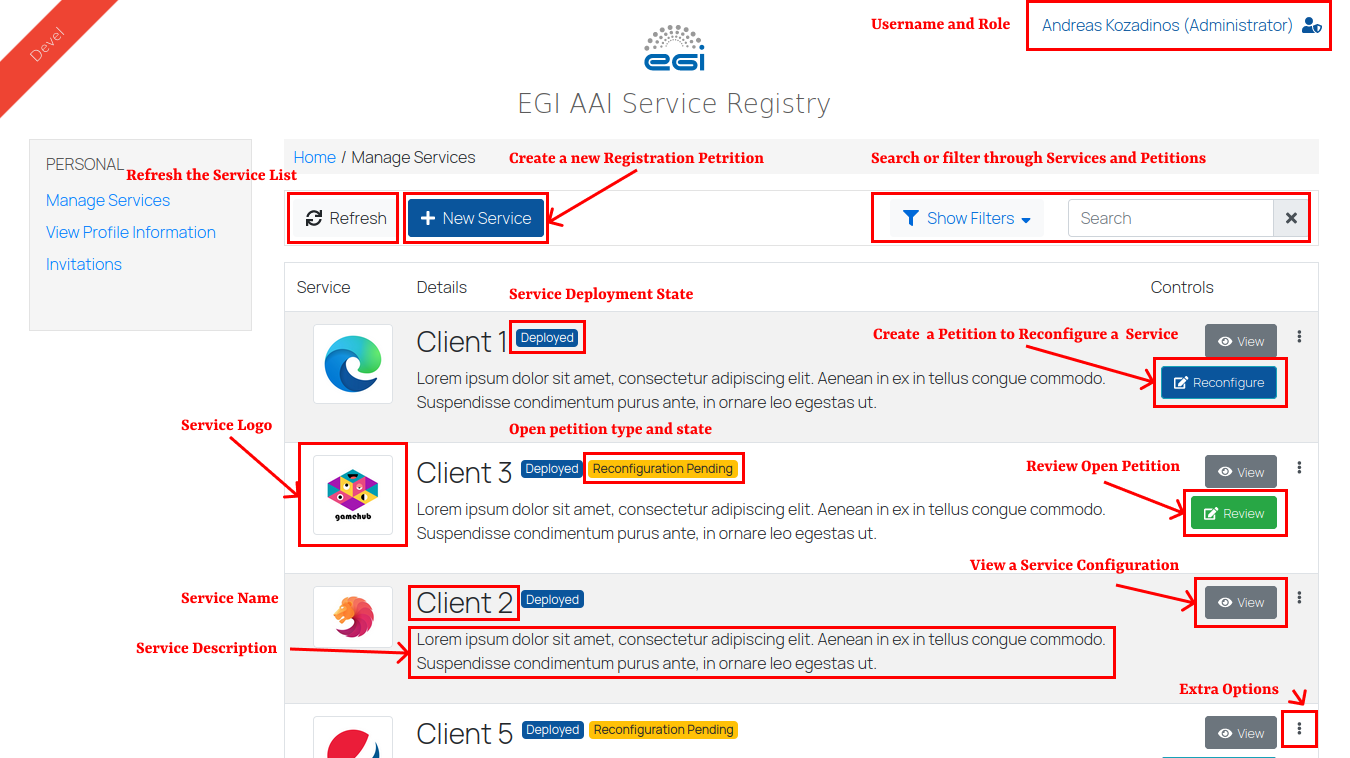 Devel
Username and Role
Andreas Kozadinos (Administrator)
egi
EGI AAI Service Registry
PERSONAL
Manage Services
View Profile Information
Invitations
Home / Manage Services
Create a new Registration Petrition
Search or filter through Services and Petitions
Refresh the Service List
Refresh
New Service
Show Filters
Search
Service
Details
Controls
Service Deployment State
Client 1
Deployed
Create a Petition to Reconfigure a Service
View
Reconfigure
Lorem ipsum dolor sit amet, consectetur adipiscing elit. Aenean in ex in tellus congue commodo.
Suspendisse condimentum purus ante, in ornare leo egestas ut.
Service Logo
Open petition type and state
gamehub
Client 3
Deployed
Reconfiguration Pending
Review Open Petition
View
Review
Lorem ipsum dolor sit amet, consectetur adipiscing elit. Aenean in ex in tellus congue commodo.
Suspendisse condimentum purus ante, in ornare leo egestas ut.
View a Service Configuration
Service Name
Client 2
Deployed
View
Service Description
Lorem ipsum dolor sit amet, consectetur adipiscing elit. Aenean in ex in tellus congue commodo.
Suspendisse condimentum purus ante, in ornare leo egestas ut.
Extra Options
Client 5
Deployed
Reconfiguration Pending
View